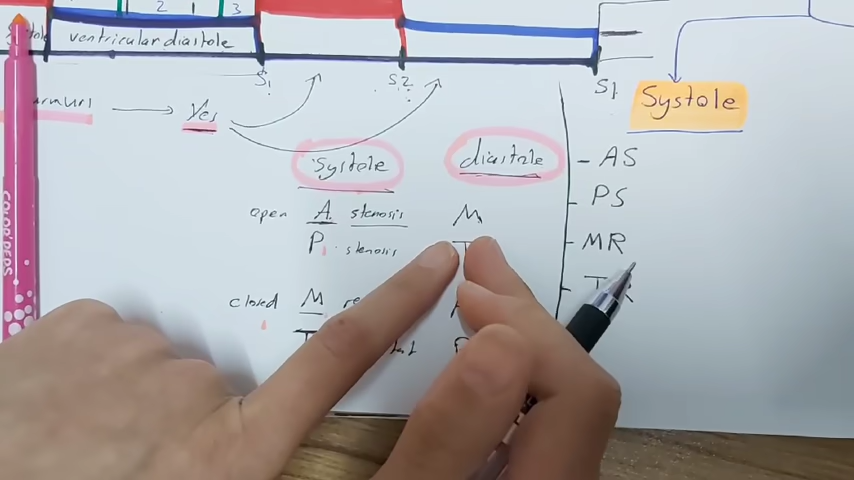 2 1 3
ventricular diastole
S1 S2 S1
Yes
Systole
systole diastole
AS
open A stenosis M
PS
P stenosis T
MR
closed M